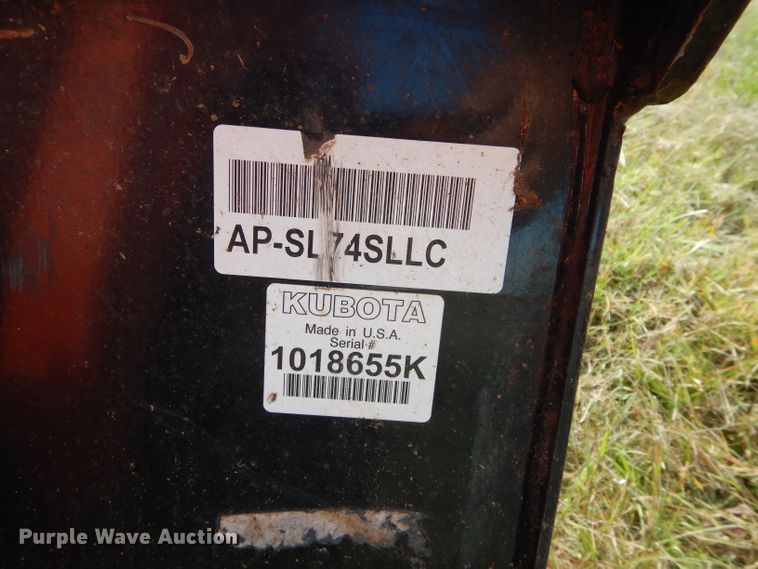 AP-SL74SLLC
KUBOTA
Made in U.S.A.
Serial #
1018655K
Purple Wave Auction